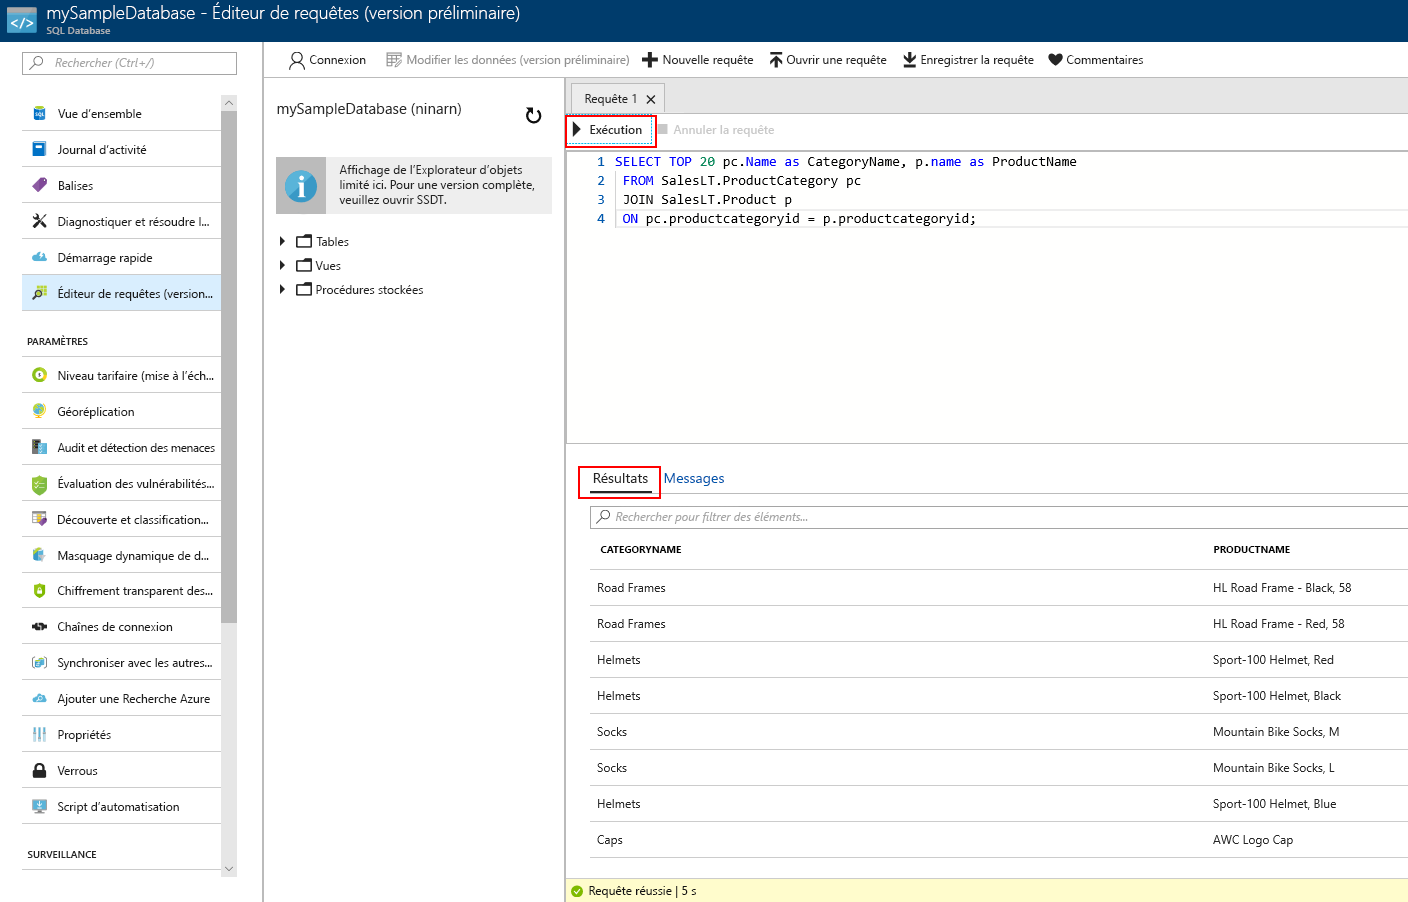 mySampleDatabase - Éditeur de requêtes (version préliminaire)
SQL Database
Rechercher (Ctrl+/)
Vue d'ensemble
Journal d'activité
Balises
Diagnostiquer et résoudre l...
Démarrage rapide
Éditeur de requêtes (version...
PARAMÈTRES
Niveau tarifaire (mise à l'éch...
Géoréplication
Audit et détection des menaces
Évaluation des vulnérabilités...
Découverte et classification...
Masquage dynamique de d...
Chiffrement transparent des...
Chaînes de connexion
Synchroniser avec les autres...
Ajouter une Recherche Azure
Propriétés
Verrous
Script d'automatisation
SURVEILLANCE
Connexion Modifier les données (version préliminaire) Nouvelle requête Ouvrir une requête Enregistrer la requête Commentaires
mySampleDatabase (ninarn)
Affichage de l'Explorateur d'objets
limité ici. Pour une version complète,
veuillez ouvrir SSDT.
Tables
Vues
Procédures stockées
Requête 1
Exécution Annuler la requête
1 SELECT TOP 20 pc.Name as CategoryName, p.name as ProductName
2 FROM SalesLT.ProductCategory pc
3 JOIN SalesLT.Product p
4 ON pc.productcategoryid = p.productcategoryid;
Résultats Messages
Rechercher pour filtrer des éléments...
CATEGORYNAME PRODUCTNAME
Road Frames HL Road Frame - Black, 58
Road Frames HL Road Frame - Red, 58
Helmets Sport-100 Helmet, Red
Helmets Sport-100 Helmet, Black
Socks Mountain Bike Socks, M
Socks Mountain Bike Socks, L
Helmets Sport-100 Helmet, Blue
Caps AWC Logo Cap
Requête réussie | 5 s